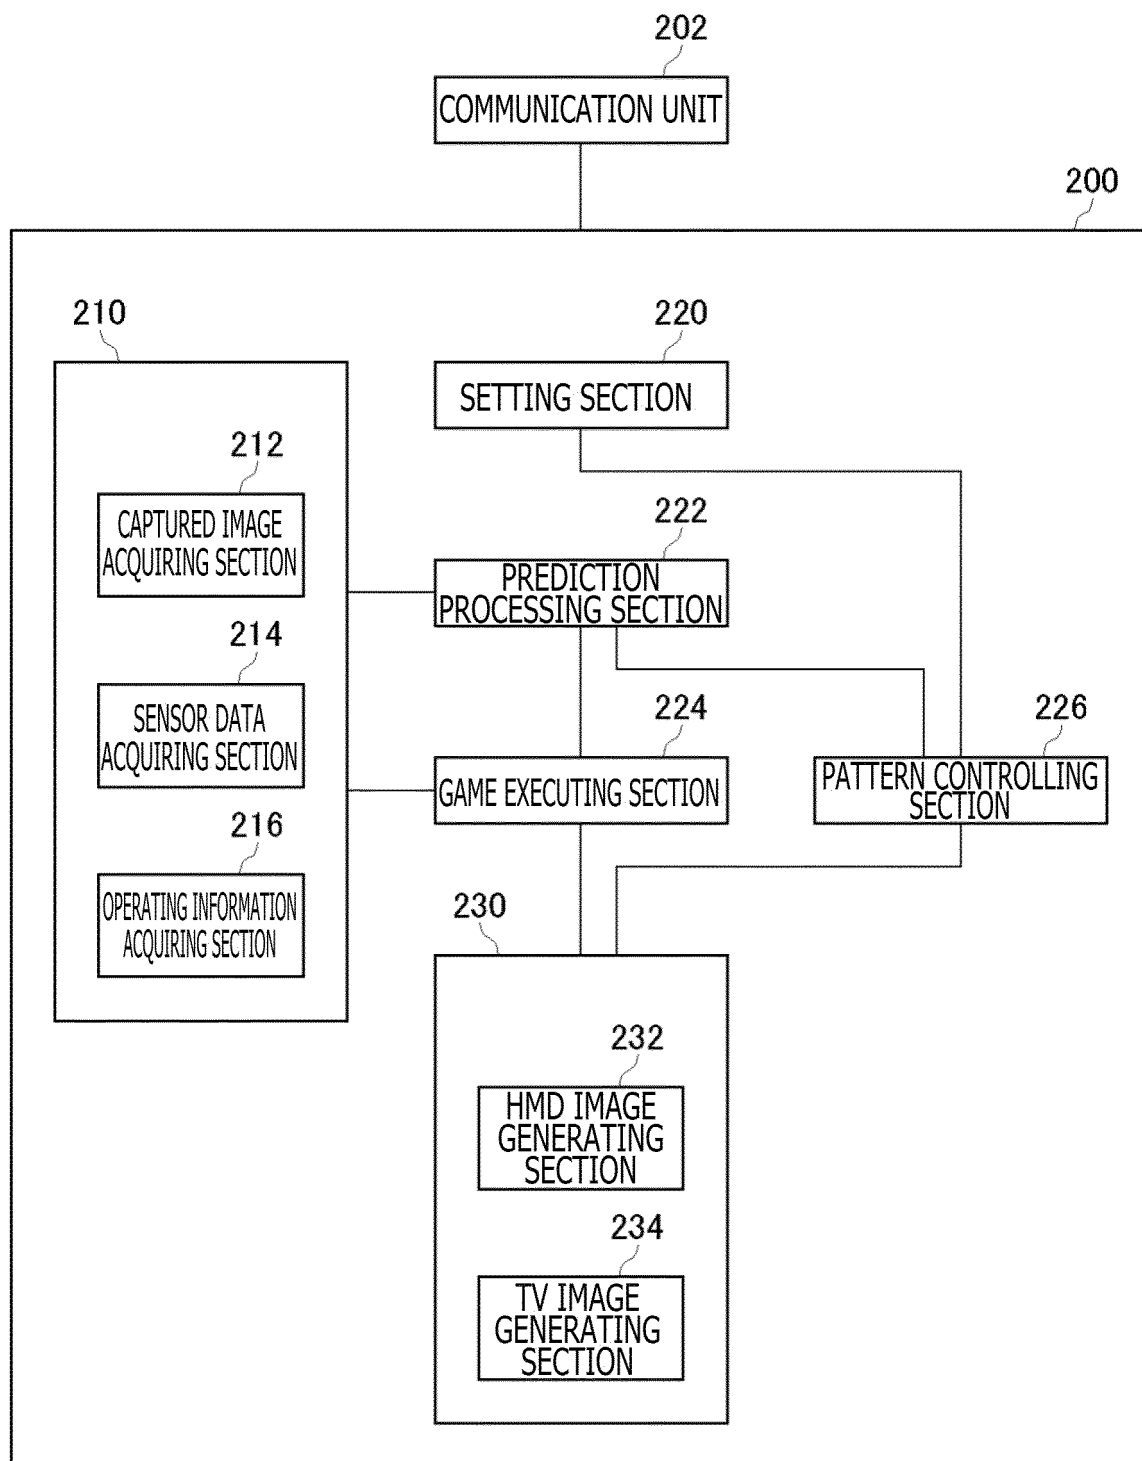 202
COMMUNICATION UNIT
200
210
220
SETTING SECTION
212
CAPTURED IMAGE
ACQUIRING SECTION
222
PREDICTION
PROCESSING SECTION
214
SENSOR DATA
ACQUIRING SECTION
224
GAME EXECUTING SECTION
226
PATTERN CONTROLLING
SECTION
216
OPERATING INFORMATION
ACQUIRING SECTION
230
232
HMD IMAGE
GENERATING
SECTION
234
TV IMAGE
GENERATING
SECTION